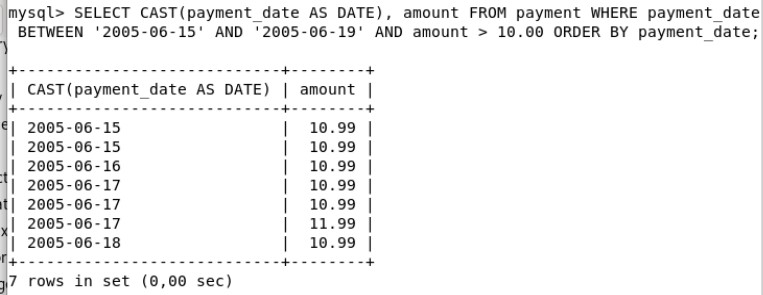 mysql> SELECT CAST(payment_date AS DATE), amount FROM payment WHERE payment_date
 BETWEEN '2005-06-15' AND '2005-06-19' AND amount > 10.00 ORDER BY payment_date;
+----------------------------+--------+
| CAST(payment_date AS DATE) | amount |
+----------------------------+--------+
| 2005-06-15                 |  10.99 |
| 2005-06-15                 |  10.99 |
| 2005-06-16                 |  10.99 |
| 2005-06-17                 |  10.99 |
| 2005-06-17                 |  10.99 |
| 2005-06-17                 |  11.99 |
| 2005-06-18                 |  10.99 |
+----------------------------+--------+
7 rows in set (0,00 sec)